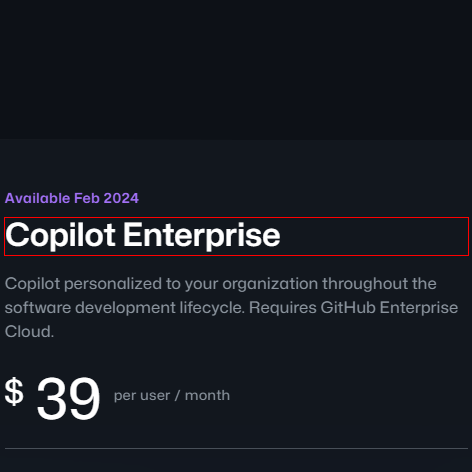 Available Feb 2024
Copilot Enterprise
Copilot personalized to your organization throughout the
software development lifecycle. Requires GitHub Enterprise
Cloud.
$ 39 per user / month